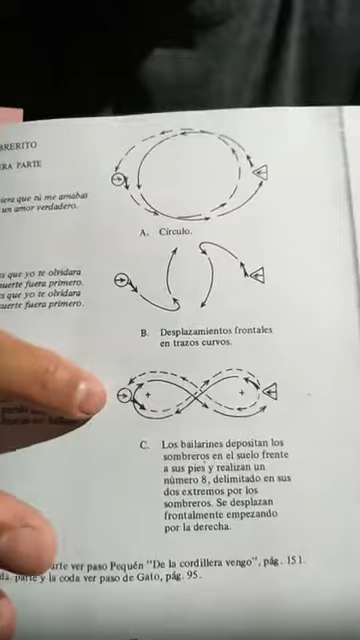 BRERITO
RA PARTE
iera que tú me amabas
un amor verdadero.
A. Círculo.
s que yo te olvidara
uerte fuera primero.
s que yo te olvidara
uerte fuera primero.
B. Desplazamientos frontales
en trazos curvos.
C. Los bailarines depositan los
sombreros en el suelo frente
a sus pies y realizan un
número 8, delimitado en sus
dos extremos por los
sombreros. Se desplazan
frontalmente empezando
por la derecha.
arte ver paso Pequén "De la cordillera vengo", pág. 151.
da. parte y la coda ver paso de Gato, pág. 95.